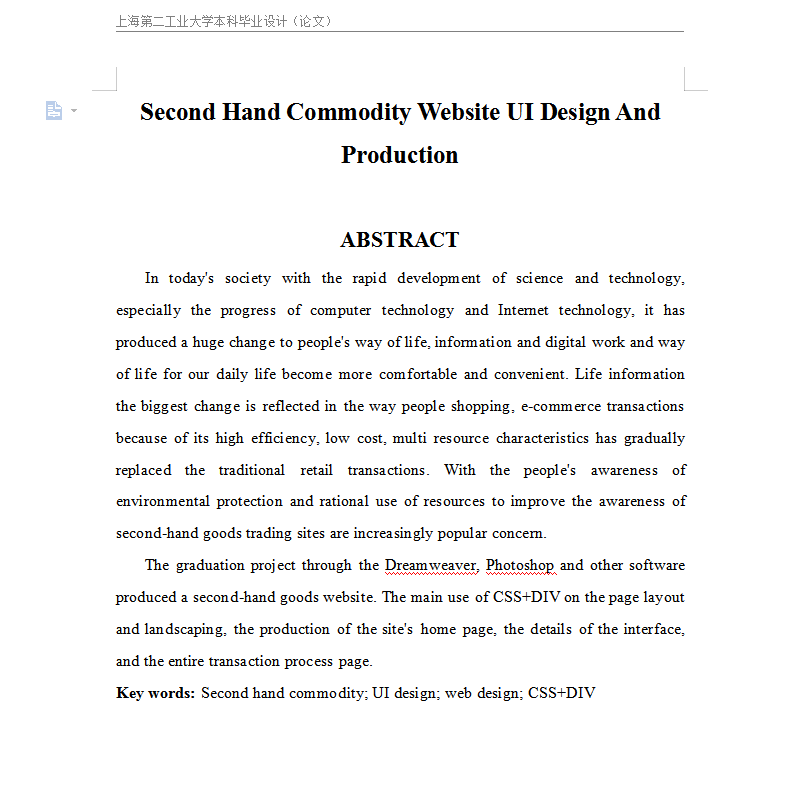 上海第二工业大学本科毕业设计（论文）
Second Hand Commodity Website UI Design And
Production
ABSTRACT
In today's society with the rapid development of science and technology,
especially the progress of computer technology and Internet technology, it has
produced a huge change to people's way of life, information and digital work and way
of life for our daily life become more comfortable and convenient. Life information
the biggest change is reflected in the way people shopping, e-commerce transactions
because of its high efficiency, low cost, multi resource characteristics has gradually
replaced the traditional retail transactions. With the people's awareness of
environmental protection and rational use of resources to improve the awareness of
second-hand goods trading sites are increasingly popular concern.
The graduation project through the Dreamweaver, Photoshop and other software
produced a second-hand goods website. The main use of CSS+DIV on the page layout
and landscaping, the production of the site's home page, the details of the interface,
and the entire transaction process page.
Key words: Second hand commodity; UI design; web design; CSS+DIV